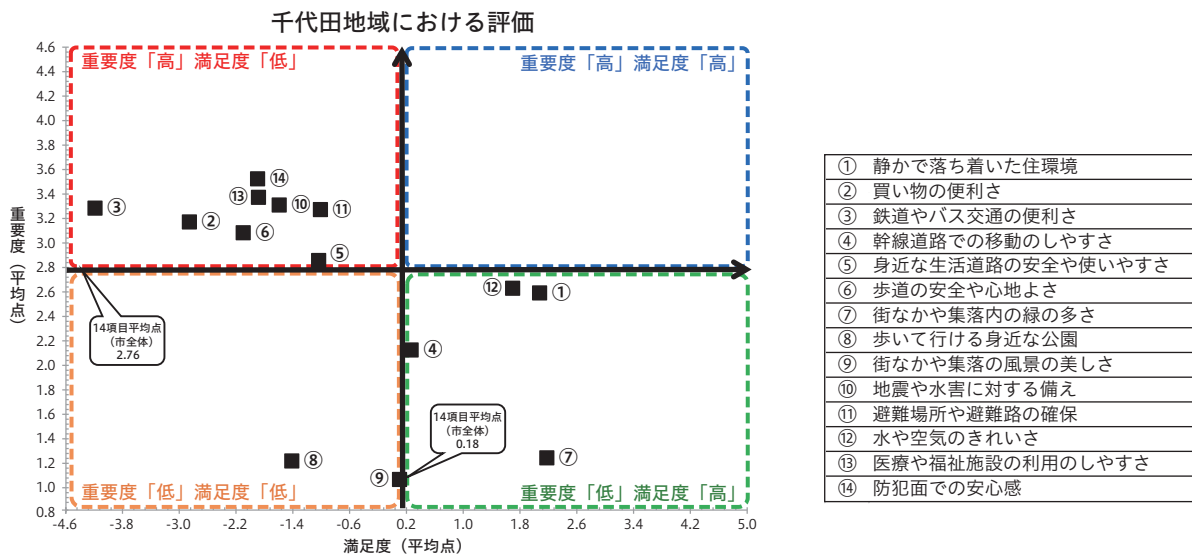 千代田地域における評価
重要度「高」満足度「低」
重要度「高」満足度「高」
重要度「低」満足度「低」
重要度「低」満足度「高」
重要度（平均点）
4.6
4.4
4.2
4.0
3.8
3.6
3.4
3.2
3.0
2.8
2.6
2.4
2.2
2.0
1.8
1.6
1.4
1.2
1.0
0.8
⑭
⑬
⑩
⑪
③
②
⑥
⑤
⑫
①
④
⑧
⑨
⑦
14項目平均点
（市全体）
2.76
14項目平均点
（市全体）
0.18
-4.6 -3.8 -3.0 -2.2 -1.4 -0.6 0.2 1.0 1.8 2.6 3.4 4.2 5.0
満足度（平均点）
① 静かで落ち着いた住環境
② 買い物の便利さ
③ 鉄道やバス交通の便利さ
④ 幹線道路での移動のしやすさ
⑤ 身近な生活道路の安全や使いやすさ
⑥ 歩道の安全や心地よさ
⑦ 街なかや集落内の緑の多さ
⑧ 歩いて行ける身近な公園
⑨ 街なかや集落の風景の美しさ
⑩ 地震や水害に対する備え
⑪ 避難場所や避難路の確保
⑫ 水や空気のきれいさ
⑬ 医療や福祉施設の利用のしやすさ
⑭ 防犯面での安心感